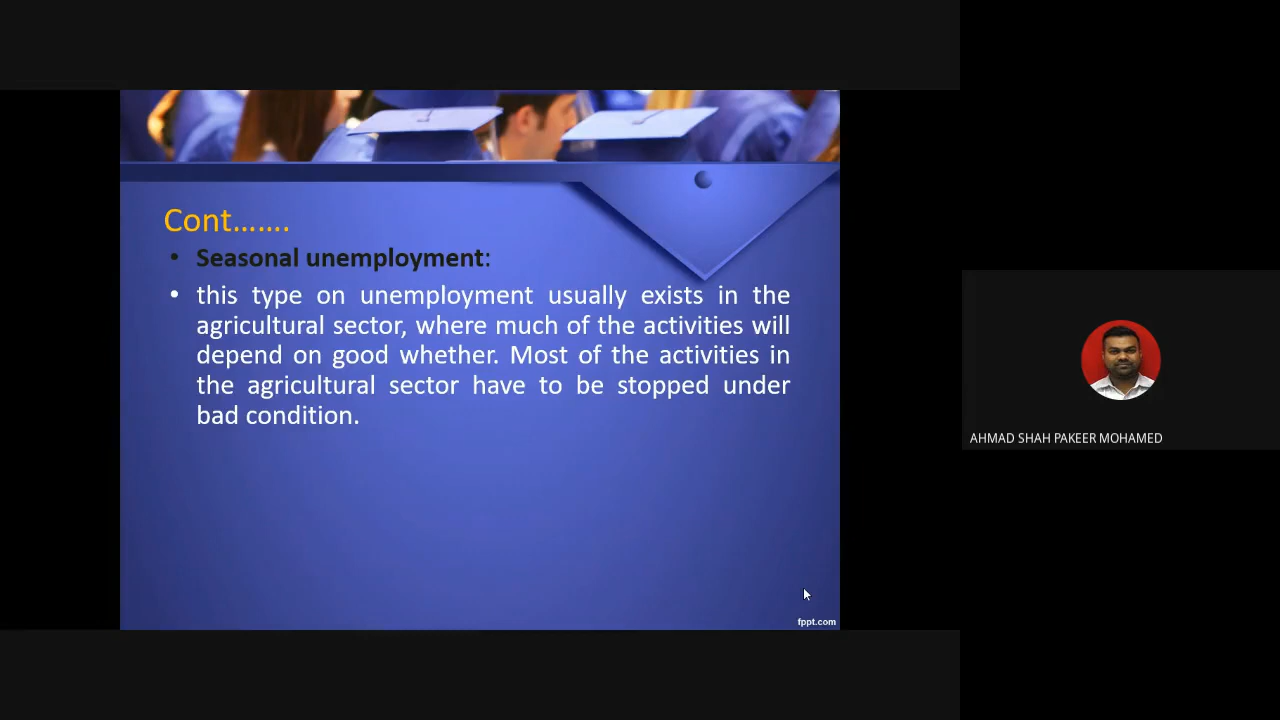 Cont…….
• Seasonal unemployment:
• this type on unemployment usually exists in the
agricultural sector, where much of the activities will
depend on good whether. Most of the activities in
the agricultural sector have to be stopped under
bad condition.
fppt.com
AHMAD SHAH PAKEER MOHAMED